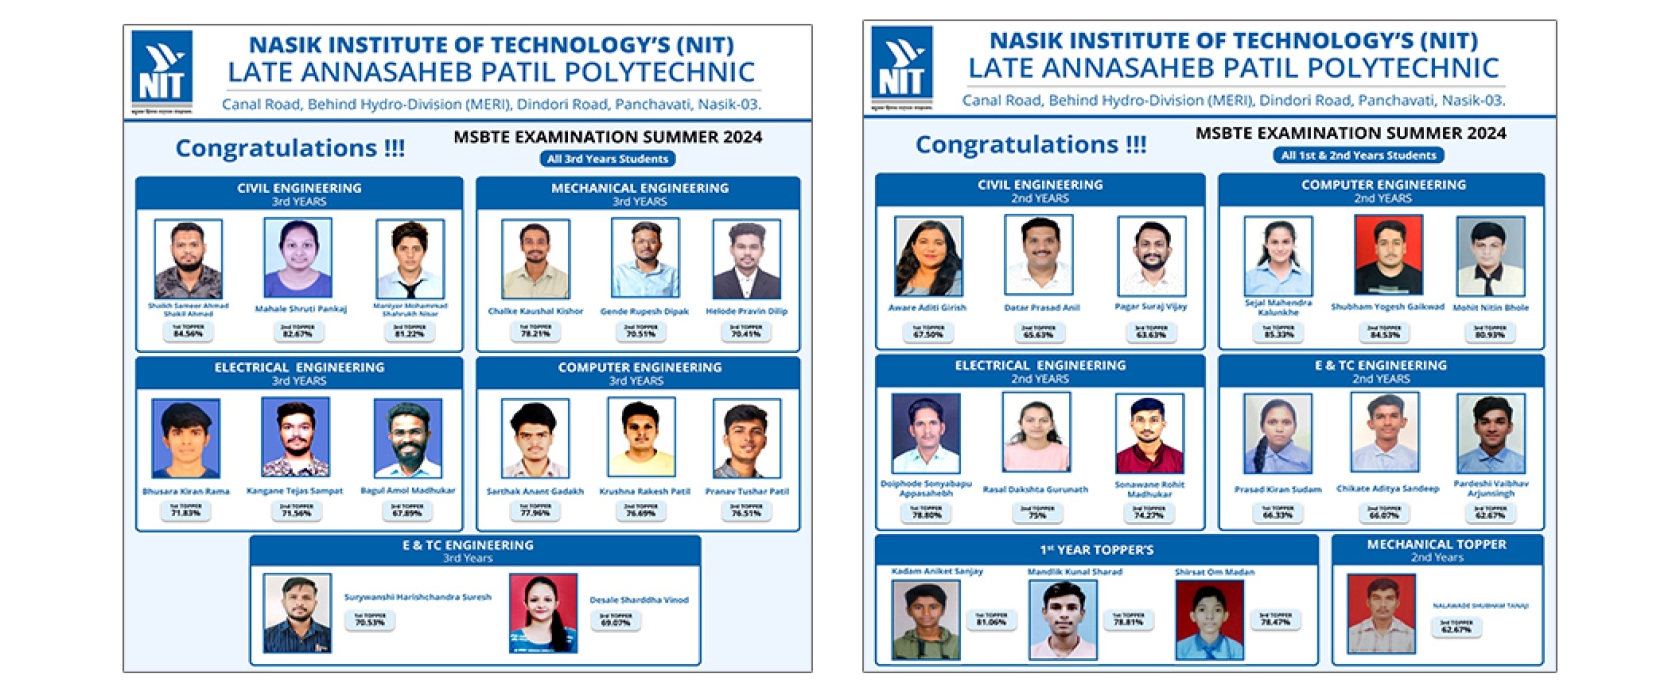 NIT
NASIK INSTITUTE OF TECHNOLOGY'S (NIT)
LATE ANNASAHEB PATIL POLYTECHNIC
Canal Road, Behind Hydro-Division (MERI), Dindori Road, Panchavati, Nasik-03.
Congratulations !!!
MSBTE EXAMINATION SUMMER 2024
All 3rd Years Students
CIVIL ENGINEERING
3rd YEARS
Shaikh Sameer Ahmad
Shakil Ahmad
1st TOPPER
84.56%
Mahale Shruti Pankaj
2nd TOPPER
82.67%
Maniyar Mohammad
Shahrukh Nisar
3rd TOPPER
81.22%
MECHANICAL ENGINEERING
3rd YEARS
Chalke Kaushal Kishor
1st TOPPER
78.21%
Gende Rupesh Dipak
2nd TOPPER
70.51%
Helode Pravin Dilip
3rd TOPPER
70.41%
ELECTRICAL ENGINEERING
3rd YEARS
Bhusara Kiran Rama
1st TOPPER
71.83%
Kangane Tejas Sampat
2nd TOPPER
71.56%
Bagul Amol Madhukar
3rd TOPPER
67.89%
COMPUTER ENGINEERING
3rd YEARS
Sarthak Anant Gadakh
1st TOPPER
77.96%
Krushna Rakesh Patil
2nd TOPPER
76.69%
Pranav Tushar Patil
3rd TOPPER
76.51%
E & TC ENGINEERING
3rd Years
Surywanshi Harishchandra Suresh
1st TOPPER
70.53%
Desale Sharddha Vinod
3rd TOPPER
69.07%
NIT
NASIK INSTITUTE OF TECHNOLOGY'S (NIT)
LATE ANNASAHEB PATIL POLYTECHNIC
Canal Road, Behind Hydro-Division (MERI), Dindori Road, Panchavati, Nasik-03.
Congratulations !!!
MSBTE EXAMINATION SUMMER 2024
All 1st & 2nd Years Students
CIVIL ENGINEERING
2nd YEARS
Aware Aditi Girish
1st TOPPER
67.50%
Datar Prasad Anil
2nd TOPPER
65.63%
Pagar Suraj Vijay
3rd TOPPER
63.63%
COMPUTER ENGINEERING
2nd YEARS
Sejal Mahendra
Kalunkhe
1st TOPPER
85.33%
Shubham Yogesh Gaikwad
2nd TOPPER
84.53%
Mohit Nitin Bhole
3rd TOPPER
80.93%
ELECTRICAL ENGINEERING
2nd YEARS
Doiphode Sonyabapu
Appasahebh
1st TOPPER
78.80%
Rasal Dakshta Gurunath
2nd TOPPER
75%
Sonawane Rohit
Madhukar
3rd TOPPER
74.27%
E & TC ENGINEERING
2nd YEARS
Prasad Kiran Sudam
1st TOPPER
66.33%
Chikate Aditya Sandeep
2nd TOPPER
66.07%
Pardeshi Vaibhav
Arjunsingh
3rd TOPPER
62.67%
1st YEAR TOPPER'S
Kadam Aniket Sanjay
1st TOPPER
81.06%
Mandlik Kunal Sharad
1st TOPPER
78.81%
Shirsat Om Madan
3rd TOPPER
78.47%
MECHANICAL TOPPER
2nd Years
NALAWADE SHUBHAM TANAJI
3rd TOPPER
62.67%